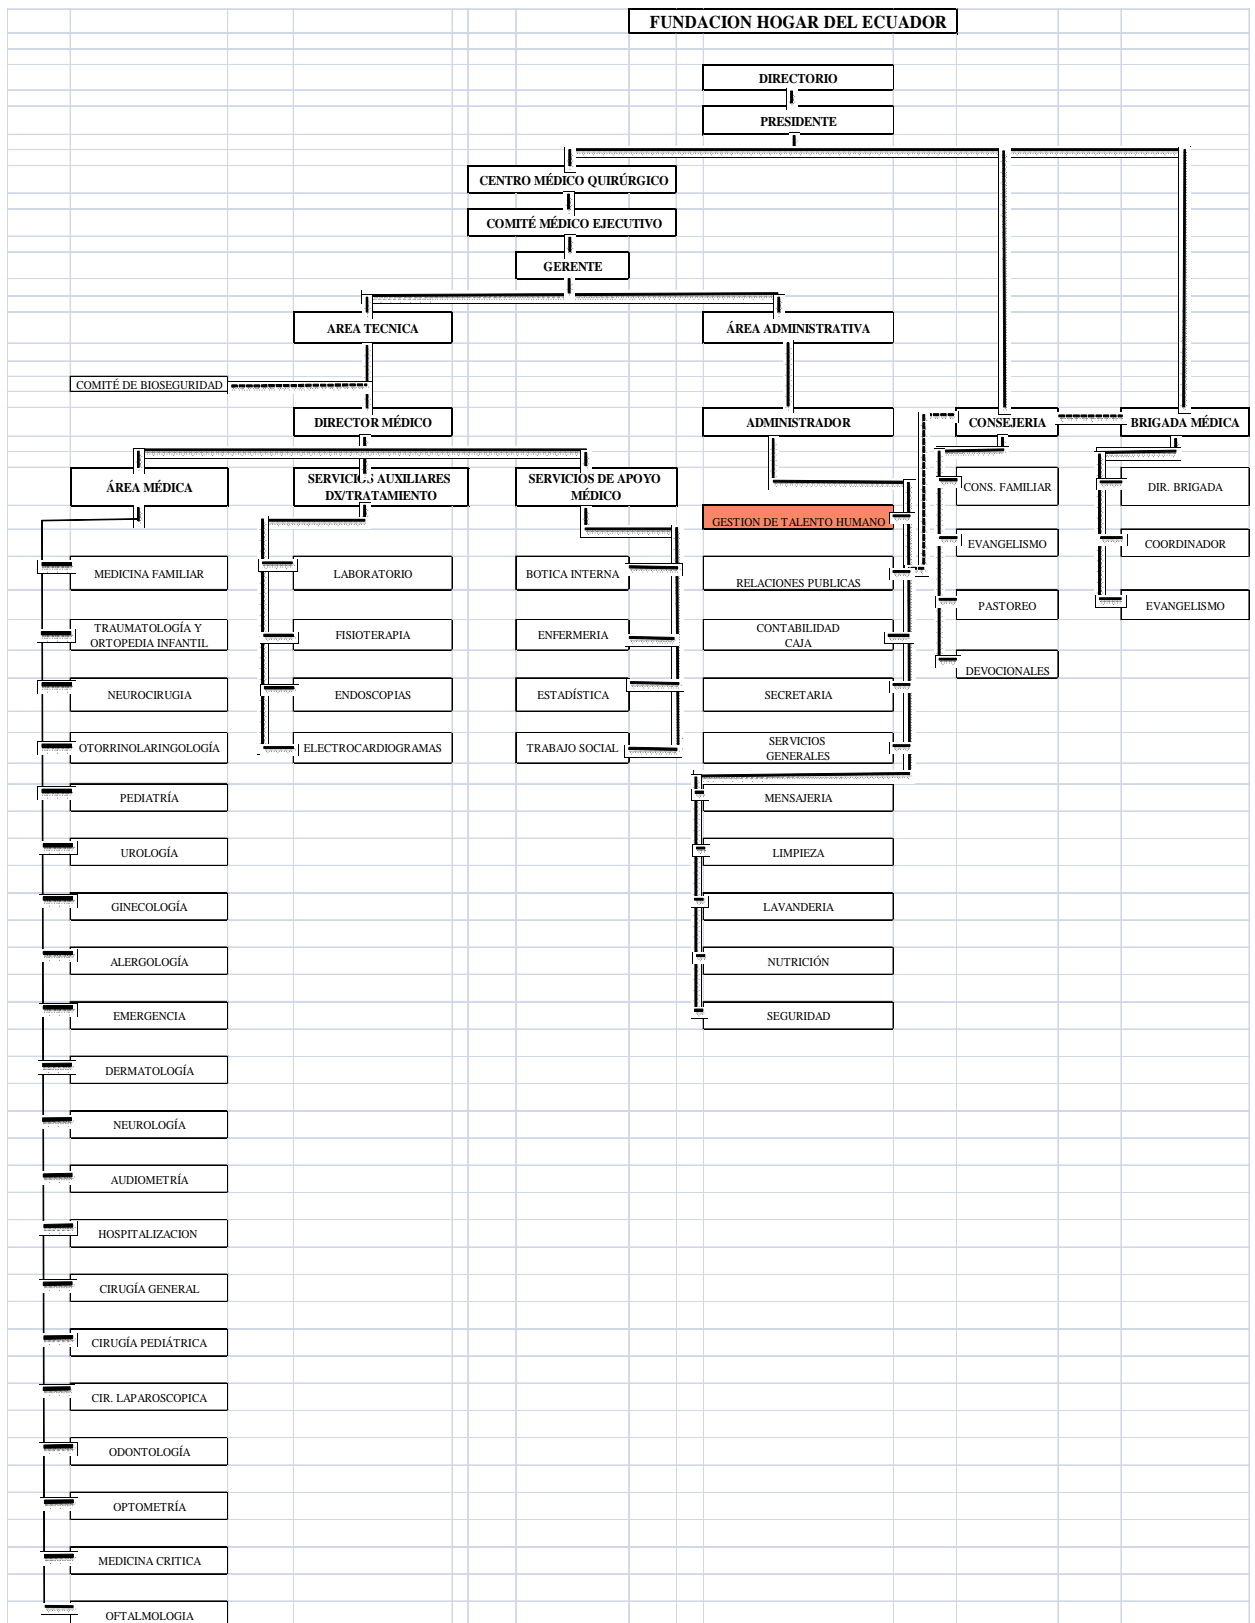 FUNDACION HOGAR DEL ECUADOR
DIRECTORIO
PRESIDENTE
CENTRO MÉDICO QUIRÚRGICO
COMITÉ MÉDICO EJECUTIVO
GERENTE
AREA TECNICA
ÁREA ADMINISTRATIVA
COMITÉ DE BIOSEGURIDAD
DIRECTOR MÉDICO
ADMINISTRADOR
CONSEJERIA
BRIGADA MÉDICA
ÁREA MÉDICA
SERVICIOS AUXILIARES
DX/TRATAMIENTO
SERVICIOS DE APOYO
MÉDICO
CONS. FAMILIAR
DIR. BRIGADA
GESTION DE TALENTO HUMANO
EVANGELISMO
COORDINADOR
MEDICINA FAMILIAR
LABORATORIO
BOTICA INTERNA
RELACIONES PUBLICAS
PASTOREO
EVANGELISMO
TRAUMATOLOGÍA Y
ORTOPEDIA INFANTIL
FISIOTERAPIA
ENFERMERIA
CONTABILIDAD
CAJA
DEVOCIONALES
NEUROCIRUGIA
ENDOSCOPIAS
ESTADÍSTICA
SECRETARIA
OTORRINOLARINGOLOGÍA
ELECTROCARDIOGRAMAS
TRABAJO SOCIAL
SERVICIOS
GENERALES
PEDIATRÍA
MENSAJERIA
UROLOGÍA
LIMPIEZA
GINECOLOGÍA
LAVANDERIA
ALERGOLOGÍA
NUTRICIÓN
EMERGENCIA
SEGURIDAD
DERMATOLOGÍA
NEUROLOGÍA
AUDIOMETRÍA
HOSPITALIZACION
CIRUGÍA GENERAL
CIRUGÍA PEDIÁTRICA
CIR. LAPAROSCOPICA
ODONTOLOGÍA
OPTOMETRÍA
MEDICINA CRITICA
OFTALMOLOGIA